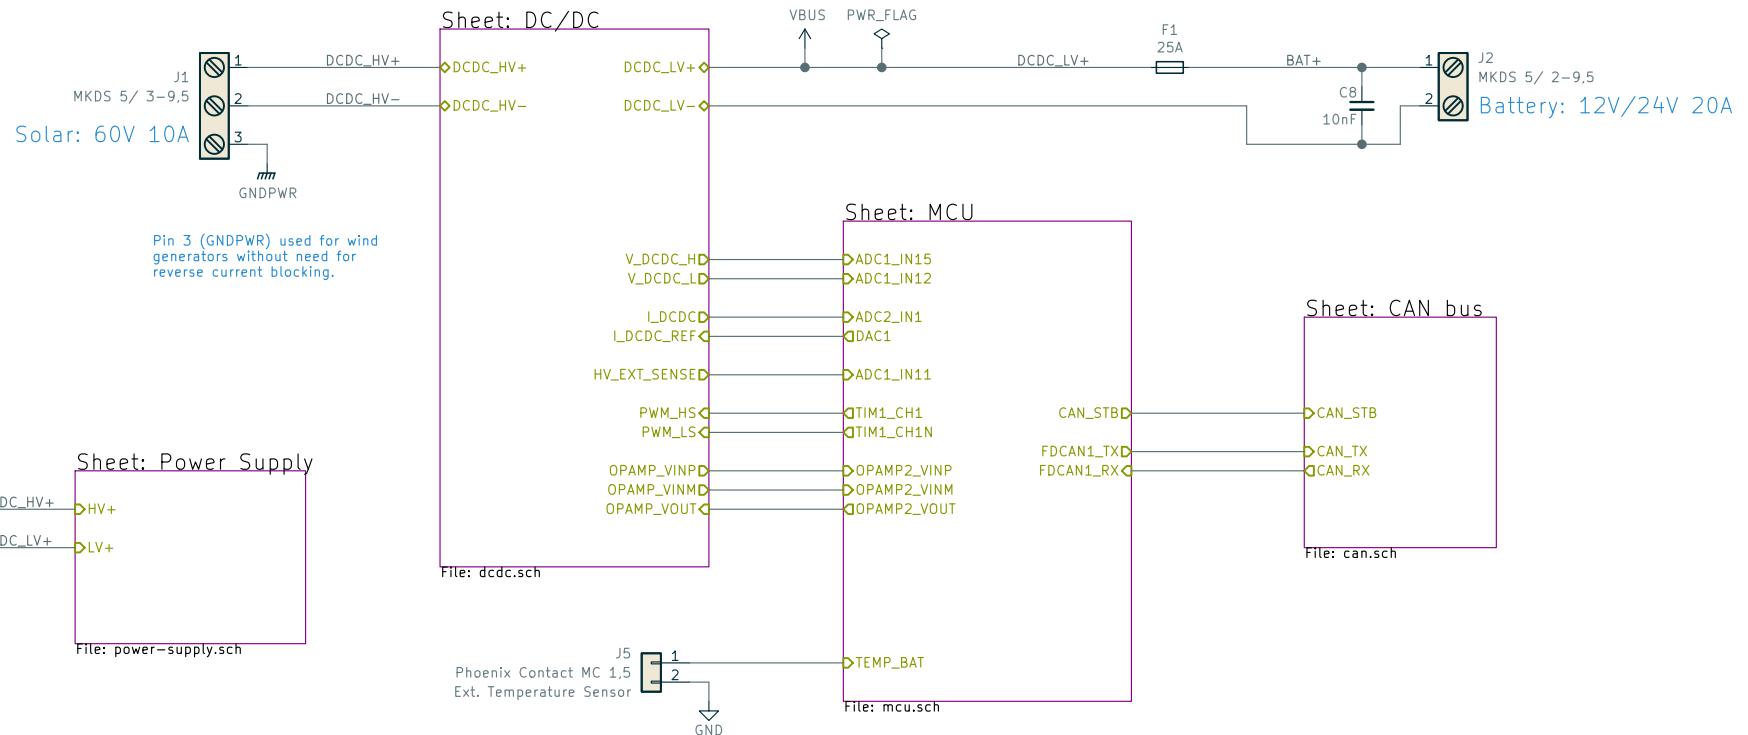 Sheet: DC/DC
VBUS
PWR_FLAG
F1
25A
J1
MKDS 5/ 3-9,5
Solar: 60V 10A
1
2
3
DCDC_HV+
DCDC_HV-
GNDPWR
DCDC_HV+
DCDC_HV-
DCDC_LV+
DCDC_LV-
DCDC_LV+
BAT+
C8
10nF
1
2
J2
MKDS 5/ 2-9,5
Battery: 12V/24V 20A
Pin 3 (GNDPWR) used for wind
generators without need for
reverse current blocking.
V_DCDC_H
V_DCDC_L
I_DCDC
I_DCDC_REF
HV_EXT_SENSE
PWM_HS
PWM_LS
OPAMP_VINP
OPAMP_VINM
OPAMP_VOUT
File: dcdc.sch
Sheet: MCU
ADC1_IN15
ADC1_IN12
ADC2_IN1
DAC1
ADC1_IN11
TIM1_CH1
TIM1_CH1N
OPAMP2_VINP
OPAMP2_VINM
OPAMP2_VOUT
TEMP_BAT
CAN_STB
FDCAN1_TX
FDCAN1_RX
File: mcu.sch
Sheet: CAN bus
CAN_STB
CAN_TX
CAN_RX
File: can.sch
Sheet: Power Supply
DC_HV+
DC_LV+
HV+
LV+
File: power-supply.sch
J5
Phoenix Contact MC 1,5
Ext. Temperature Sensor
1
2
GND